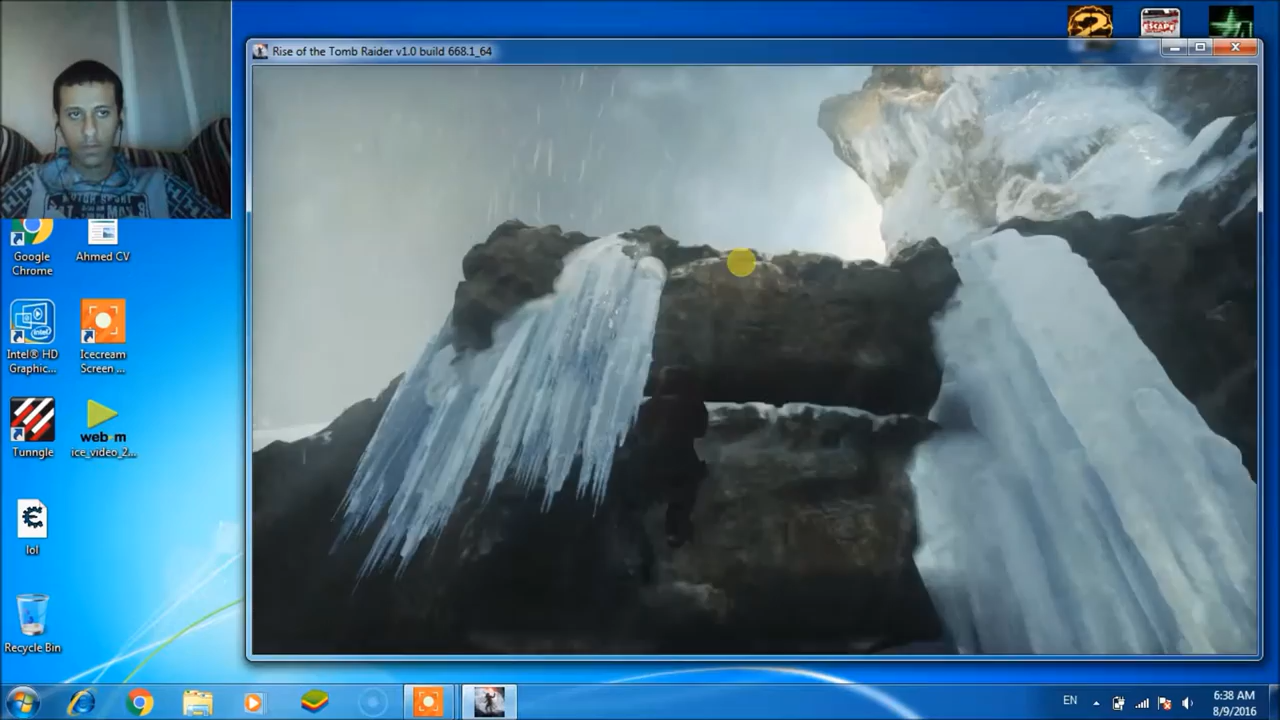 Rise of the Tomb Raider v1.0 build 668.1_64
ESCAPE
Google
Chrome
Ahmed CV
Intel® HD
Graphic...
Icecream
Screen ...
Tunngle
web·m
ice_video_2...
lol
Recycle Bin
EN
6:38 AM
8/9/2016